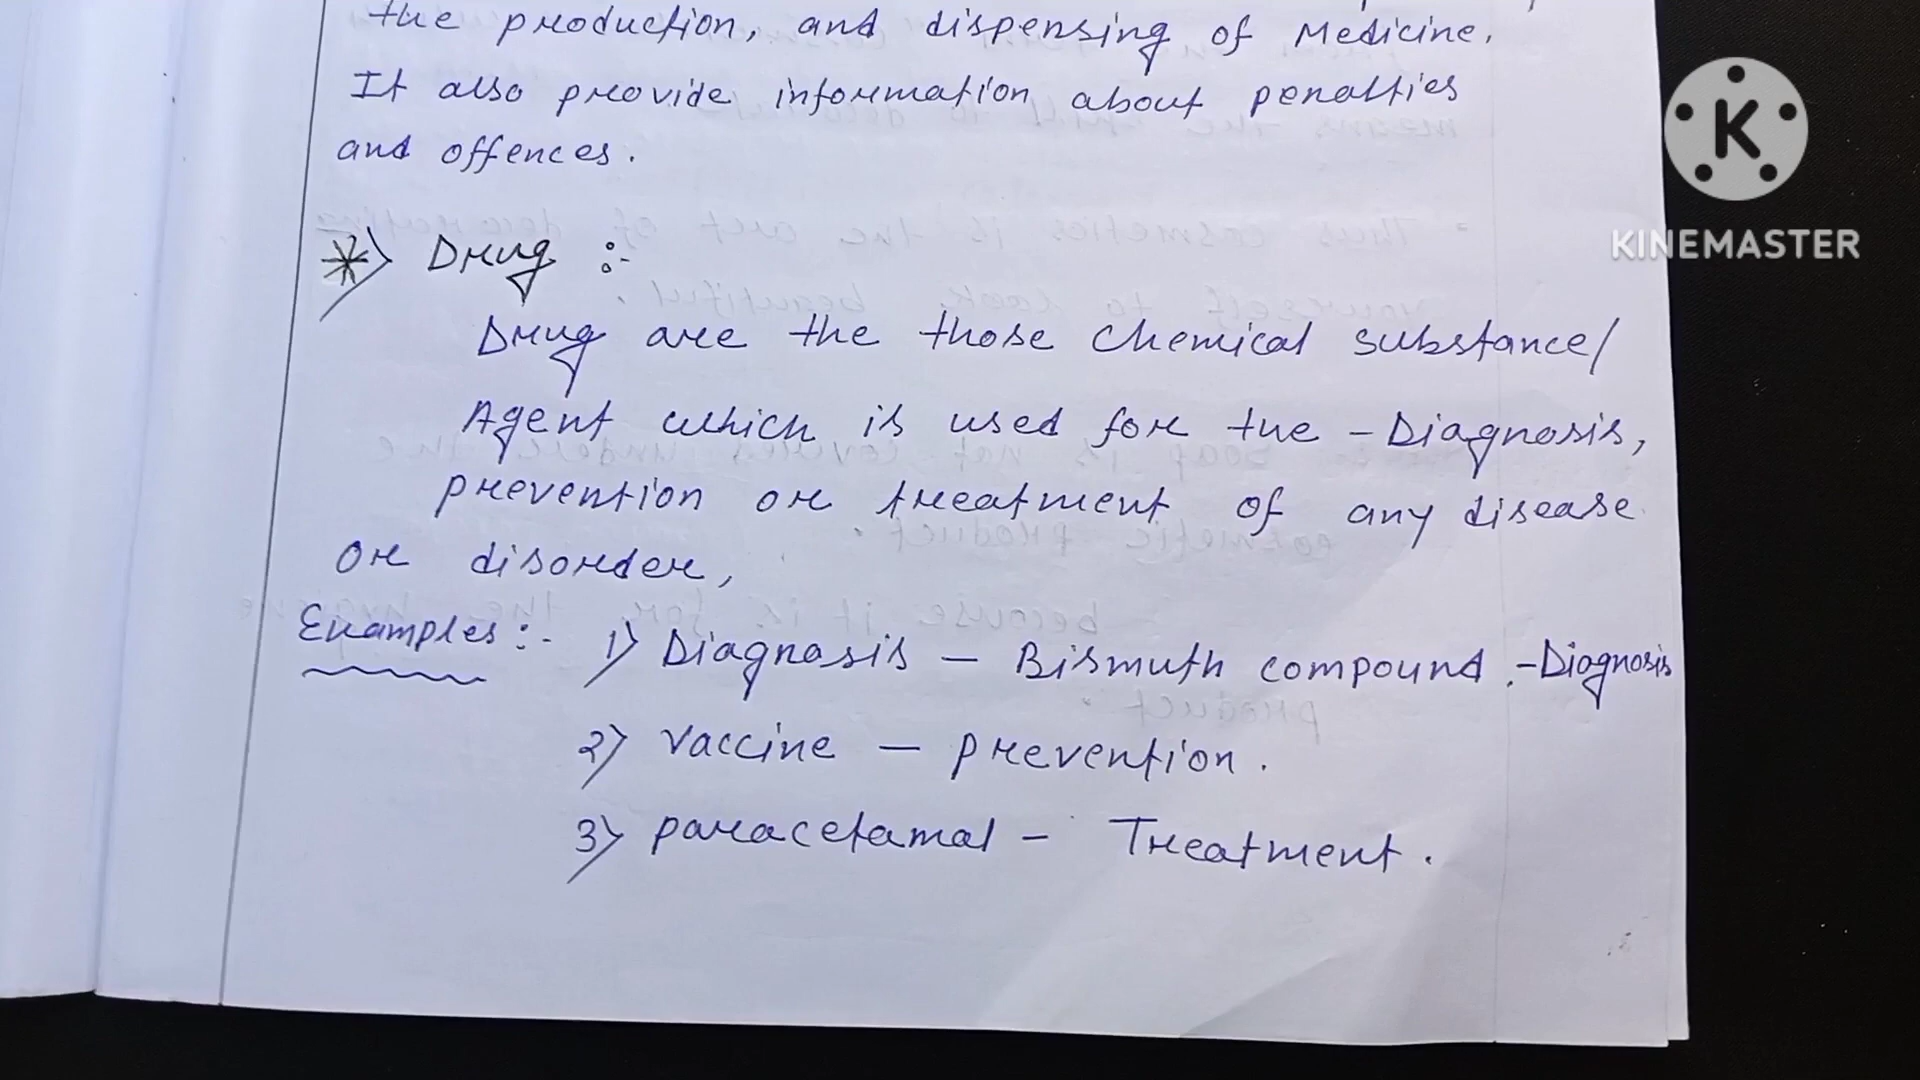 the production, and dispensing of Medicine.
It also provide information about penalties
and offences.
KINEMASTER
*) Drug :-
Drug are the those chemical substance/
Agent which is used for the - Diagnosis,
prevention or treatment of any disease
or disorder,
Examples :- 1) Diagnosis - Bismuth compound. - Diagnosis
2) vaccine - prevention.
3) paracetamal - Treatment.